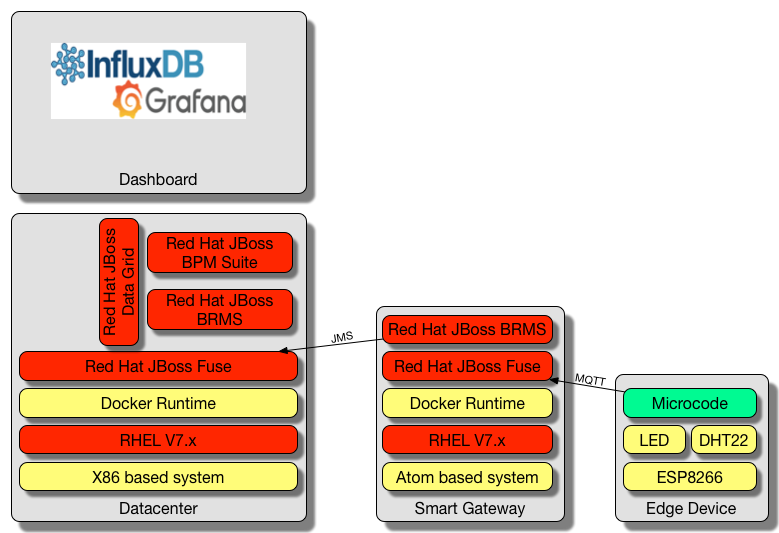 InfluxDB
Grafana
Dashboard
Red Hat JBoss
Data Grid
Red Hat JBoss
BPM Suite
Red Hat JBoss
BRMS
Red Hat JBoss Fuse
Docker Runtime
RHEL V7.x
X86 based system
Datacenter
JMS
Red Hat JBoss BRMS
Red Hat JBoss Fuse
Docker Runtime
RHEL V7.x
Atom based system
Smart Gateway
MQTT
Microcode
LED
DHT22
ESP8266
Edge Device